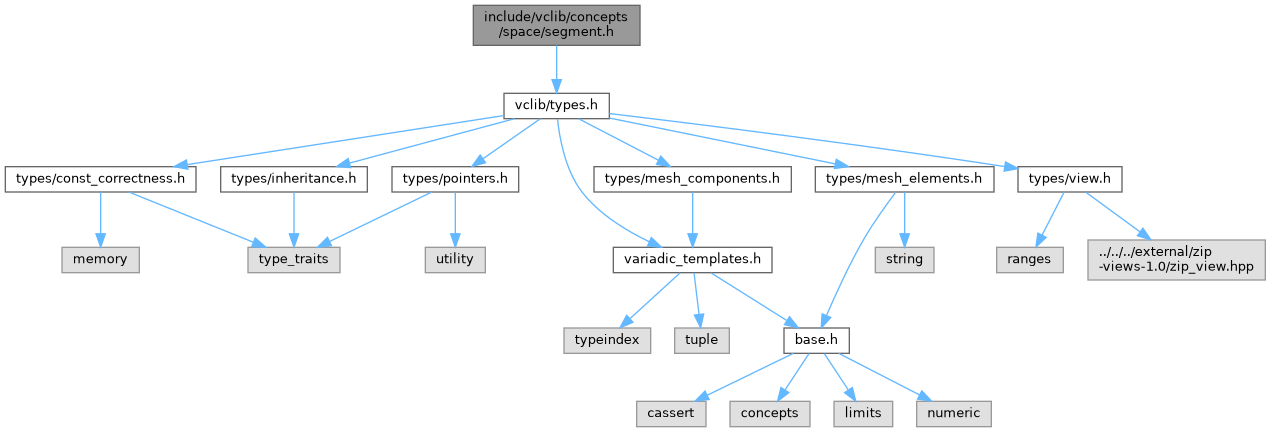 include/vclib/concepts
/space/segment.h
vclib/types.h
types/const_correctness.h
types/inheritance.h
types/pointers.h
types/mesh_components.h
types/mesh_elements.h
types/view.h
memory
type_traits
utility
variadic_templates.h
string
ranges
../../../external/zip
-views-1.0/zip_view.hpp
typeindex
tuple
base.h
cassert
concepts
limits
numeric